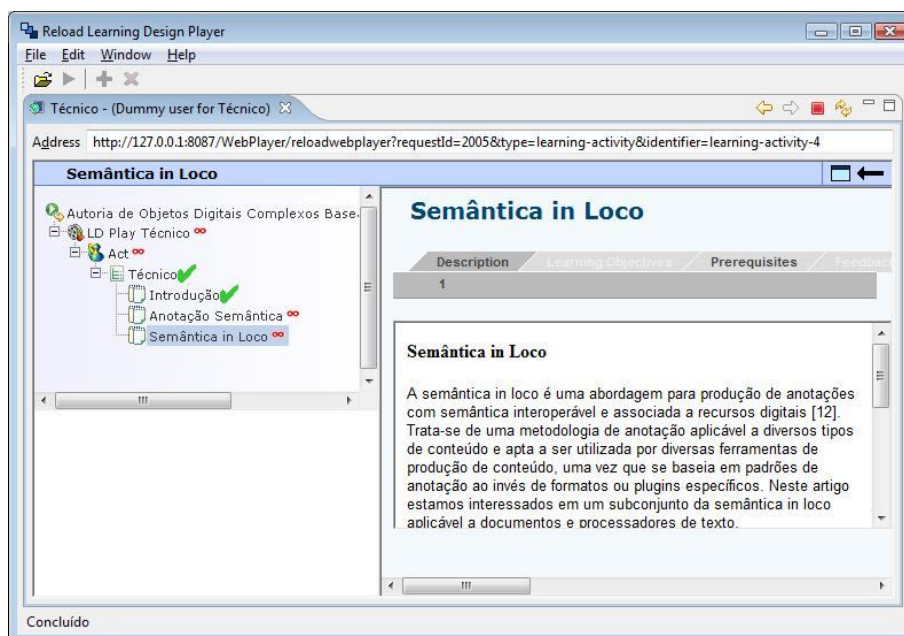 Reload Learning Design Player
File Edit Window Help
Técnico - (Dummy user for Técnico)
Address http://127.0.0.1:8087/WebPlayer/reloadwebplayer?requestId=2005&type=learning-activity&identifier=learning-activity-4
Semântica in Loco
Autoria de Objetos Digitais Complexos Base
LD Play Técnico
Act
Técnico
Introdução
Anotação Semântica
Semântica in Loco
Semântica in Loco
Description Learning Objectives Prerequisites Feedbac
1
Semântica in Loco
A semântica in loco é uma abordagem para produção de anotações
com semântica interoperável e associada a recursos digitais [12].
Trata-se de uma metodologia de anotação aplicável a diversos tipos
de conteúdo e apta a ser utilizada por diversas ferramentas de
produção de conteúdo, uma vez que se baseia em padrões de
anotação ao invés de formatos ou plugins específicos. Neste artigo
estamos interessados em um subconjunto da semântica in loco
aplicável a documentos e processadores de texto.
Concluído